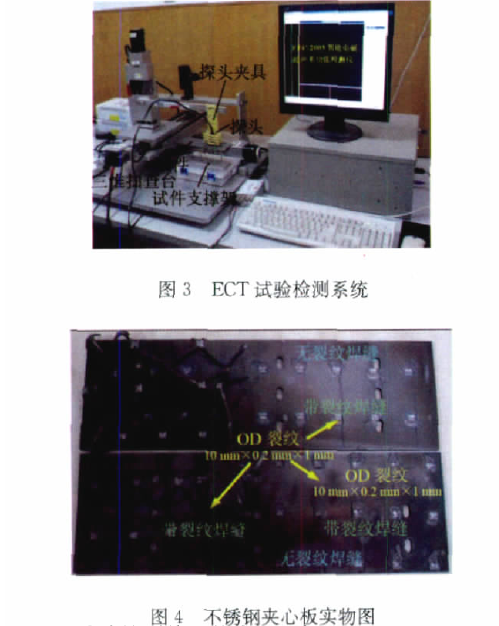 探头夹具
探头
三维扫查台
试件支撑架
图 3 ECT 试验检测系统
无裂纹焊缝
带裂纹焊缝
OD 裂纹
10 mm×0.2 mm×1 mm
OD 裂纹
10 mm×0.2 mm×1 mm
带裂纹焊缝
带裂纹焊缝
无裂纹焊缝
图 4 不锈钢夹心板实物图